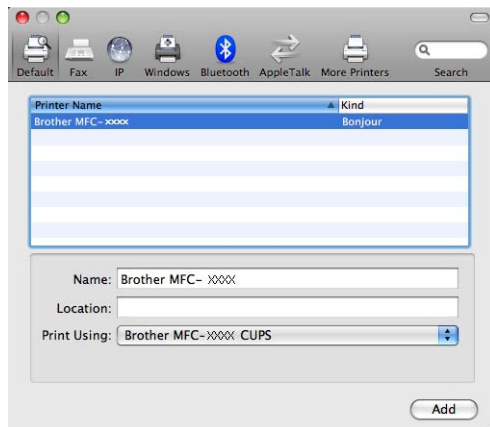 Default Fax IP Windows Bluetooth AppleTalk More Printers Search
Printer Name Kind
Brother MFC-xxxx Bonjour
Name: Brother MFC- XXXX
Location:
Print Using: Brother MFC-XXXX CUPS
Add